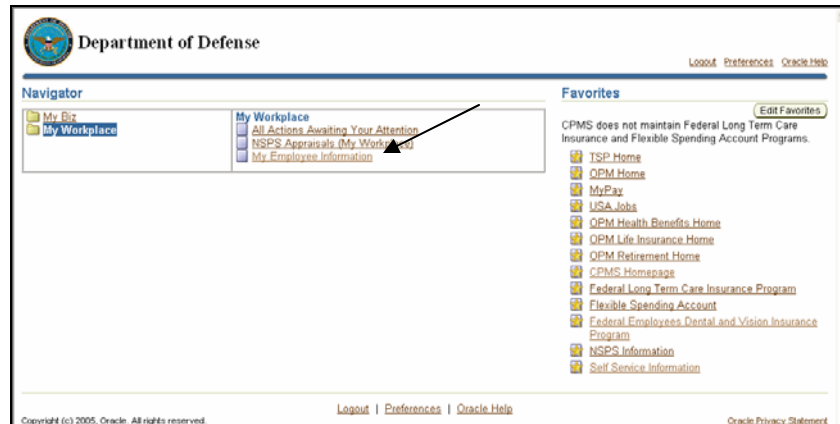 Department of Defense
Logout Preferences Oracle Help
Navigator
My Biz
My Workplace
My Workplace
All Actions Awaiting Your Attention
NSPS Appraisals (My Workplace)
My Employee Information
Favorites
Edit Favorites
CPMS does not maintain Federal Long Term Care
Insurance and Flexible Spending Account Programs.
TSP Home
OPM Home
MyPay
USA Jobs
OPM Health Benefits Home
OPM Life Insurance Home
OPM Retirement Home
CPMS Homepage
Federal Long Term Care Insurance Program
Flexible Spending Account
Federal Employees Dental and Vision Insurance
Program
NSPS Information
Self Service Information
Logout | Preferences | Oracle Help
Copyright (c) 2005, Oracle. All rights reserved.
Oracle Privacy Statement